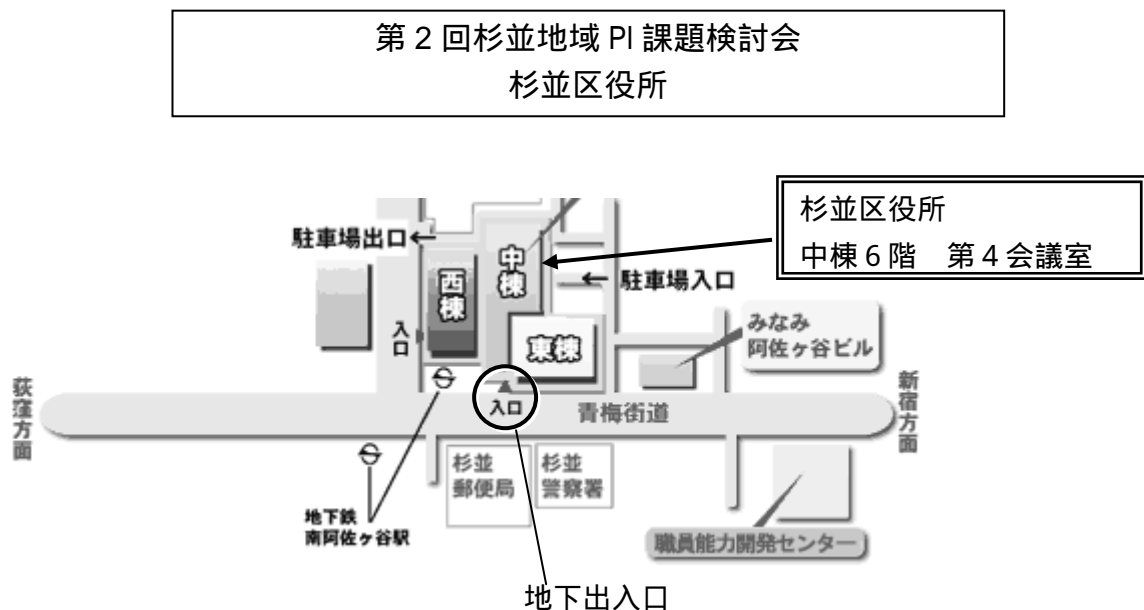 第２回杉並地域 PI 課題検討会
杉並区役所
杉並区役所
中棟６階　第４会議室
駐車場出口←
中棟
西棟
←駐車場入口
入口
東棟
みなみ
阿佐ヶ谷ビル
荻窪方面
入口
青梅街道
新宿方面
杉並
郵便局
杉並
警察署
地下鉄
南阿佐ヶ谷駅
職員能力開発センター
地下出入口